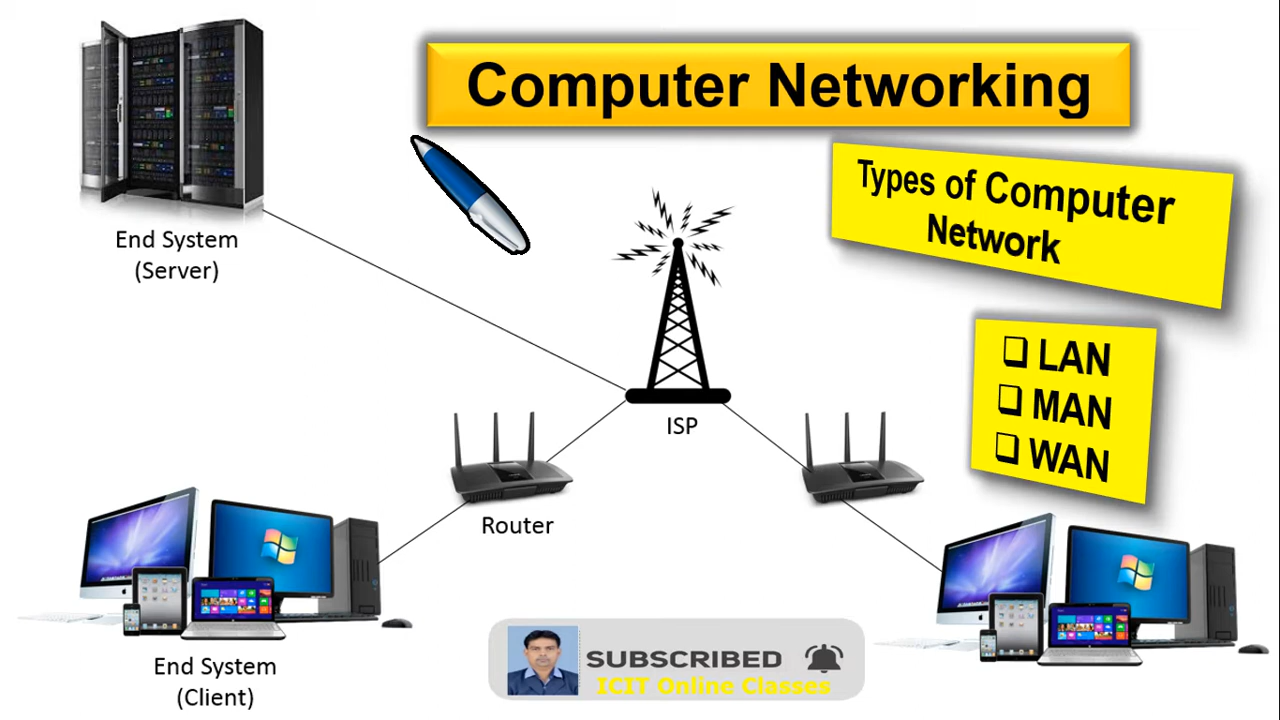 Computer Networking
Types of Computer
Network
LAN
MAN
WAN
End System
(Server)
ISP
Router
End System
(Client)
SUBSCRIBED
ICIT Online Classes